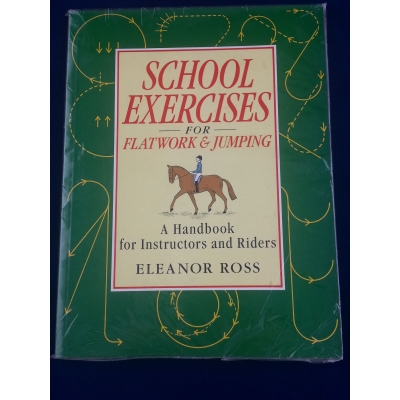 SCHOOL
EXERCISES
FOR
FLATWORK & JUMPING
A Handbook
for Instructors and Riders
ELEANOR ROSS